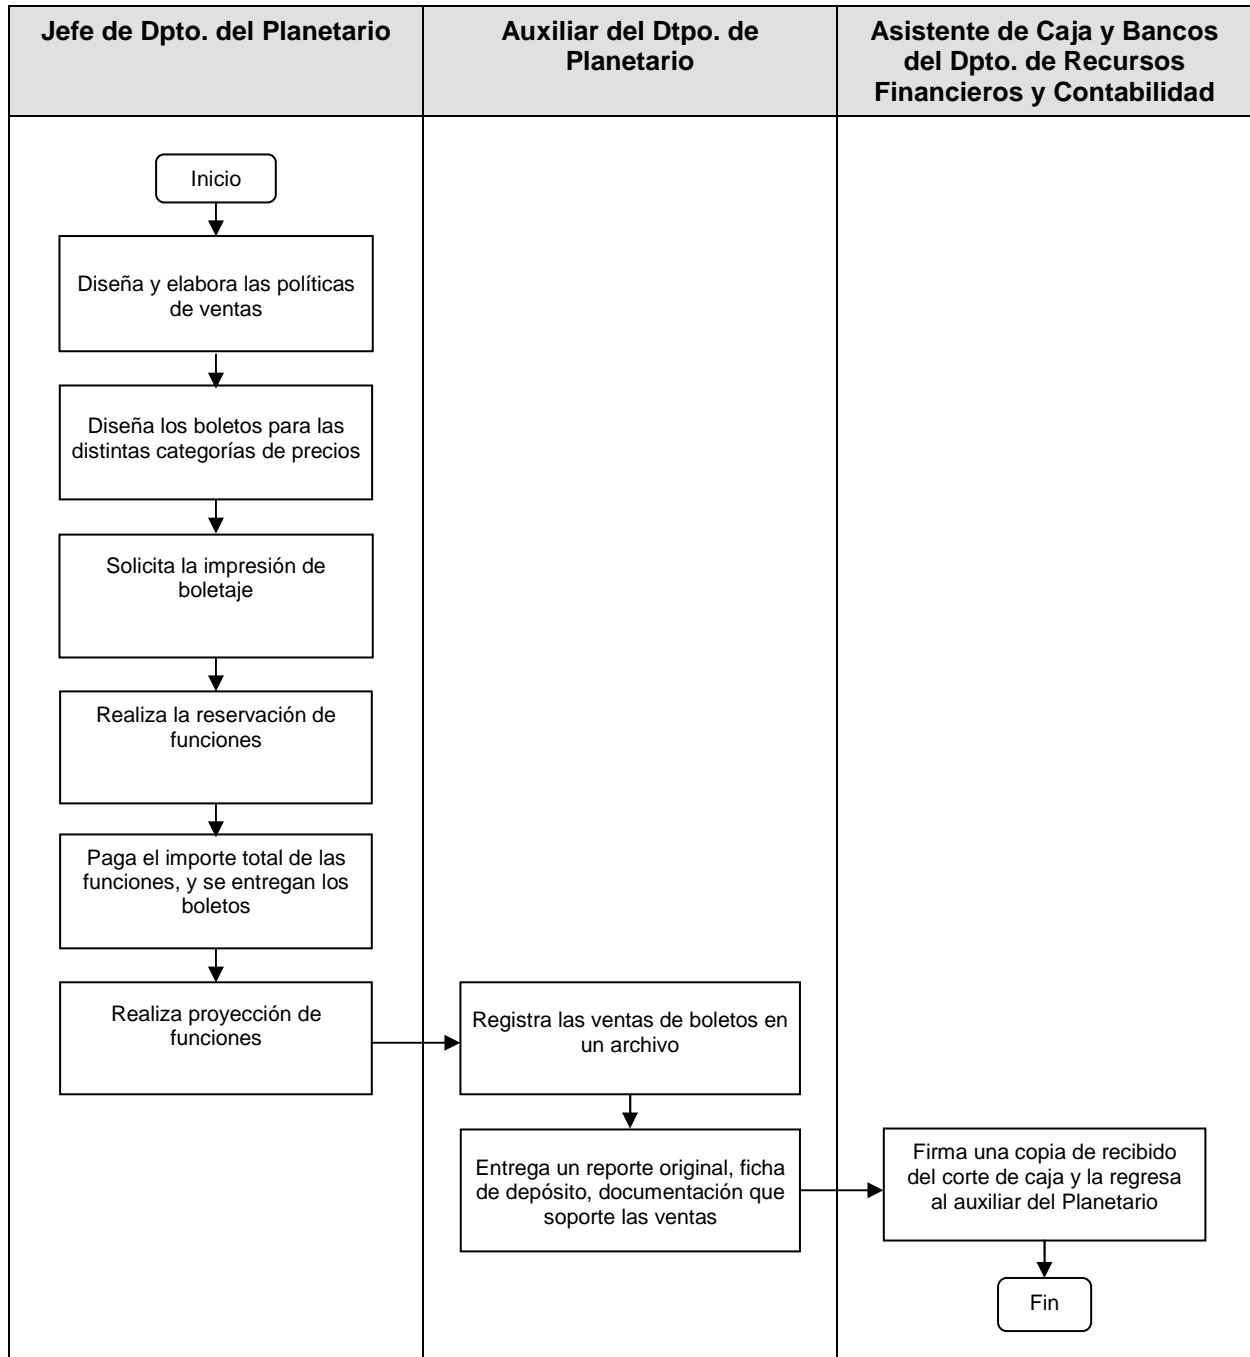 Jefe de Dpto. del Planetario
Auxiliar del Dtpo. de
Planetario
Asistente de Caja y Bancos
del Dpto. de Recursos
Financieros y Contabilidad
Inicio
Diseña y elabora las políticas
de ventas
Diseña los boletos para las
distintas categorías de precios
Solicita la impresión de
boletaje
Realiza la reservación de
funciones
Paga el importe total de las
funciones, y se entregan los
boletos
Realiza proyección de
funciones
Registra las ventas de boletos en
un archivo
Entrega un reporte original, ficha
de depósito, documentación que
soporte las ventas
Firma una copia de recibido
del corte de caja y la regresa
al auxiliar del Planetario
Fin